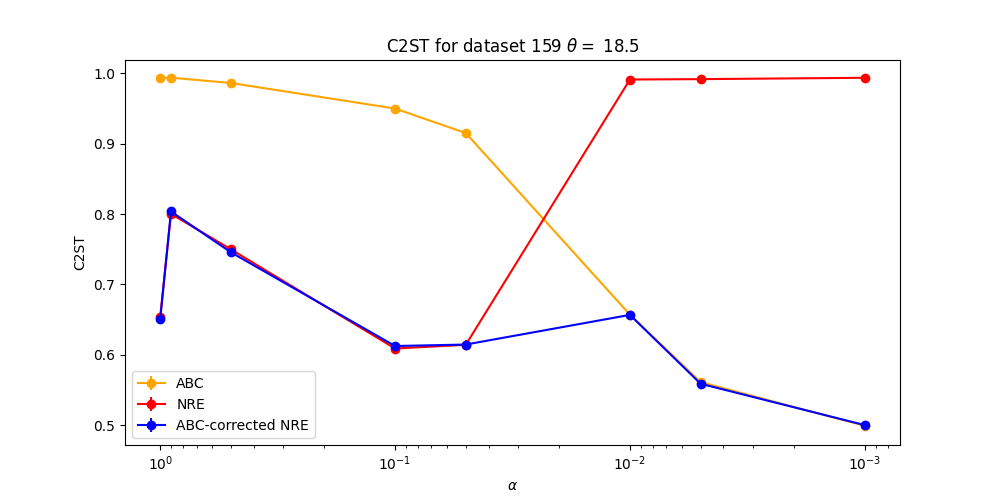 C2ST for dataset 159 θ = 18.5
C2ST
1.0
0.9
0.8
0.7
0.6
0.5
ABC
NRE
ABC-corrected NRE
10⁰
10⁻¹
10⁻²
10⁻³
α